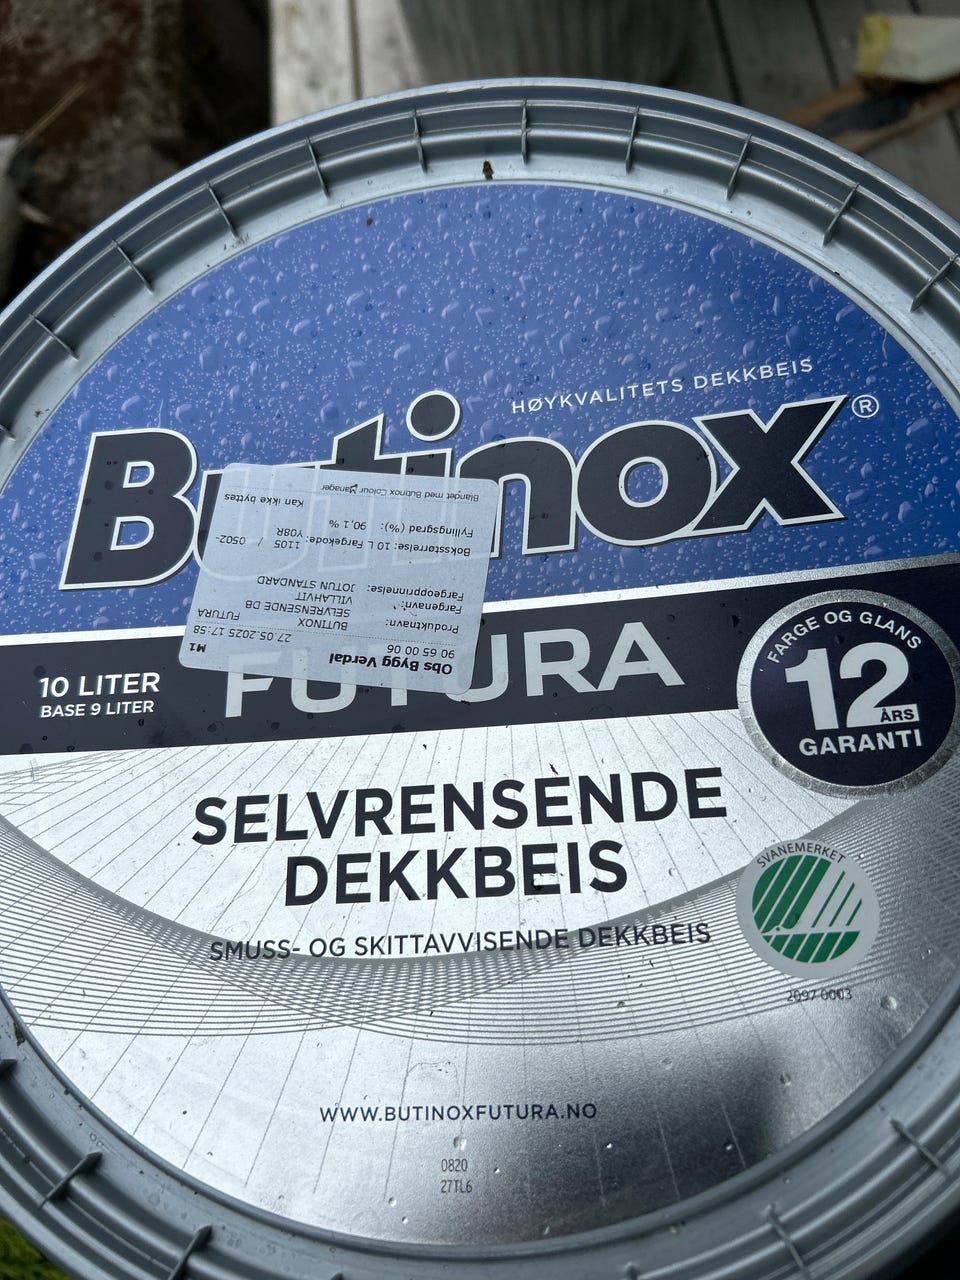 HØYKVALITETS DEKKBEIS
Butinox®
Obs Bygg Verdal
90 65 00 06 27.05.2025 17:58 M1
Produktnavn: BUTINOX FUTURA
SELVRENSENDE DB
Fargenavn: VILLAHVIT
Fargeopprinnelse: JOTUN STANDARD
Boksstørrelse: 10 L Fargekode: 1105 / 0502-
Y08R
Fyllingsgrad (%): 90,1 %
Kan ikke byttes
Blandet med Butinox Colour Manager
FUTURA
10 LITER
BASE 9 LITER
FARGE OG GLANS
12
ÅRS
GARANTI
SELVRENSENDE
DEKKBEIS
SMUSS- OG SKITTAVVISENDE DEKKBEIS
SVANEMERKET
2097 0003
WWW.BUTINOXFUTURA.NO
0820
27TL6